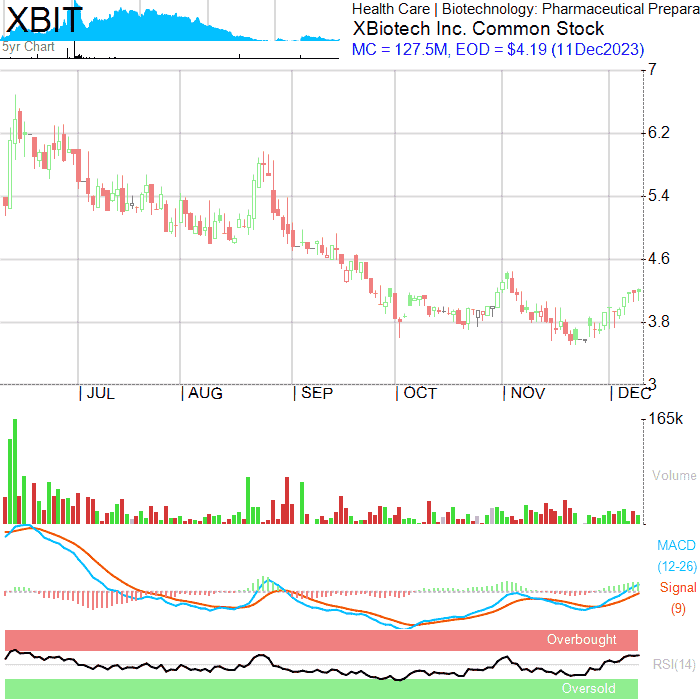 XBIT
5yr Chart
Health Care | Biotechnology: Pharmaceutical Prepara
XBiotech Inc. Common Stock
MC = 127.5M, EOD = $4.19 (11Dec2023)
7
6.2
5.4
4.6
3.8
3
JUL AUG SEP OCT NOV DEC
165k
Volume
MACD
(12-26)
Signal
(9)
Overbought
RSI(14)
Oversold